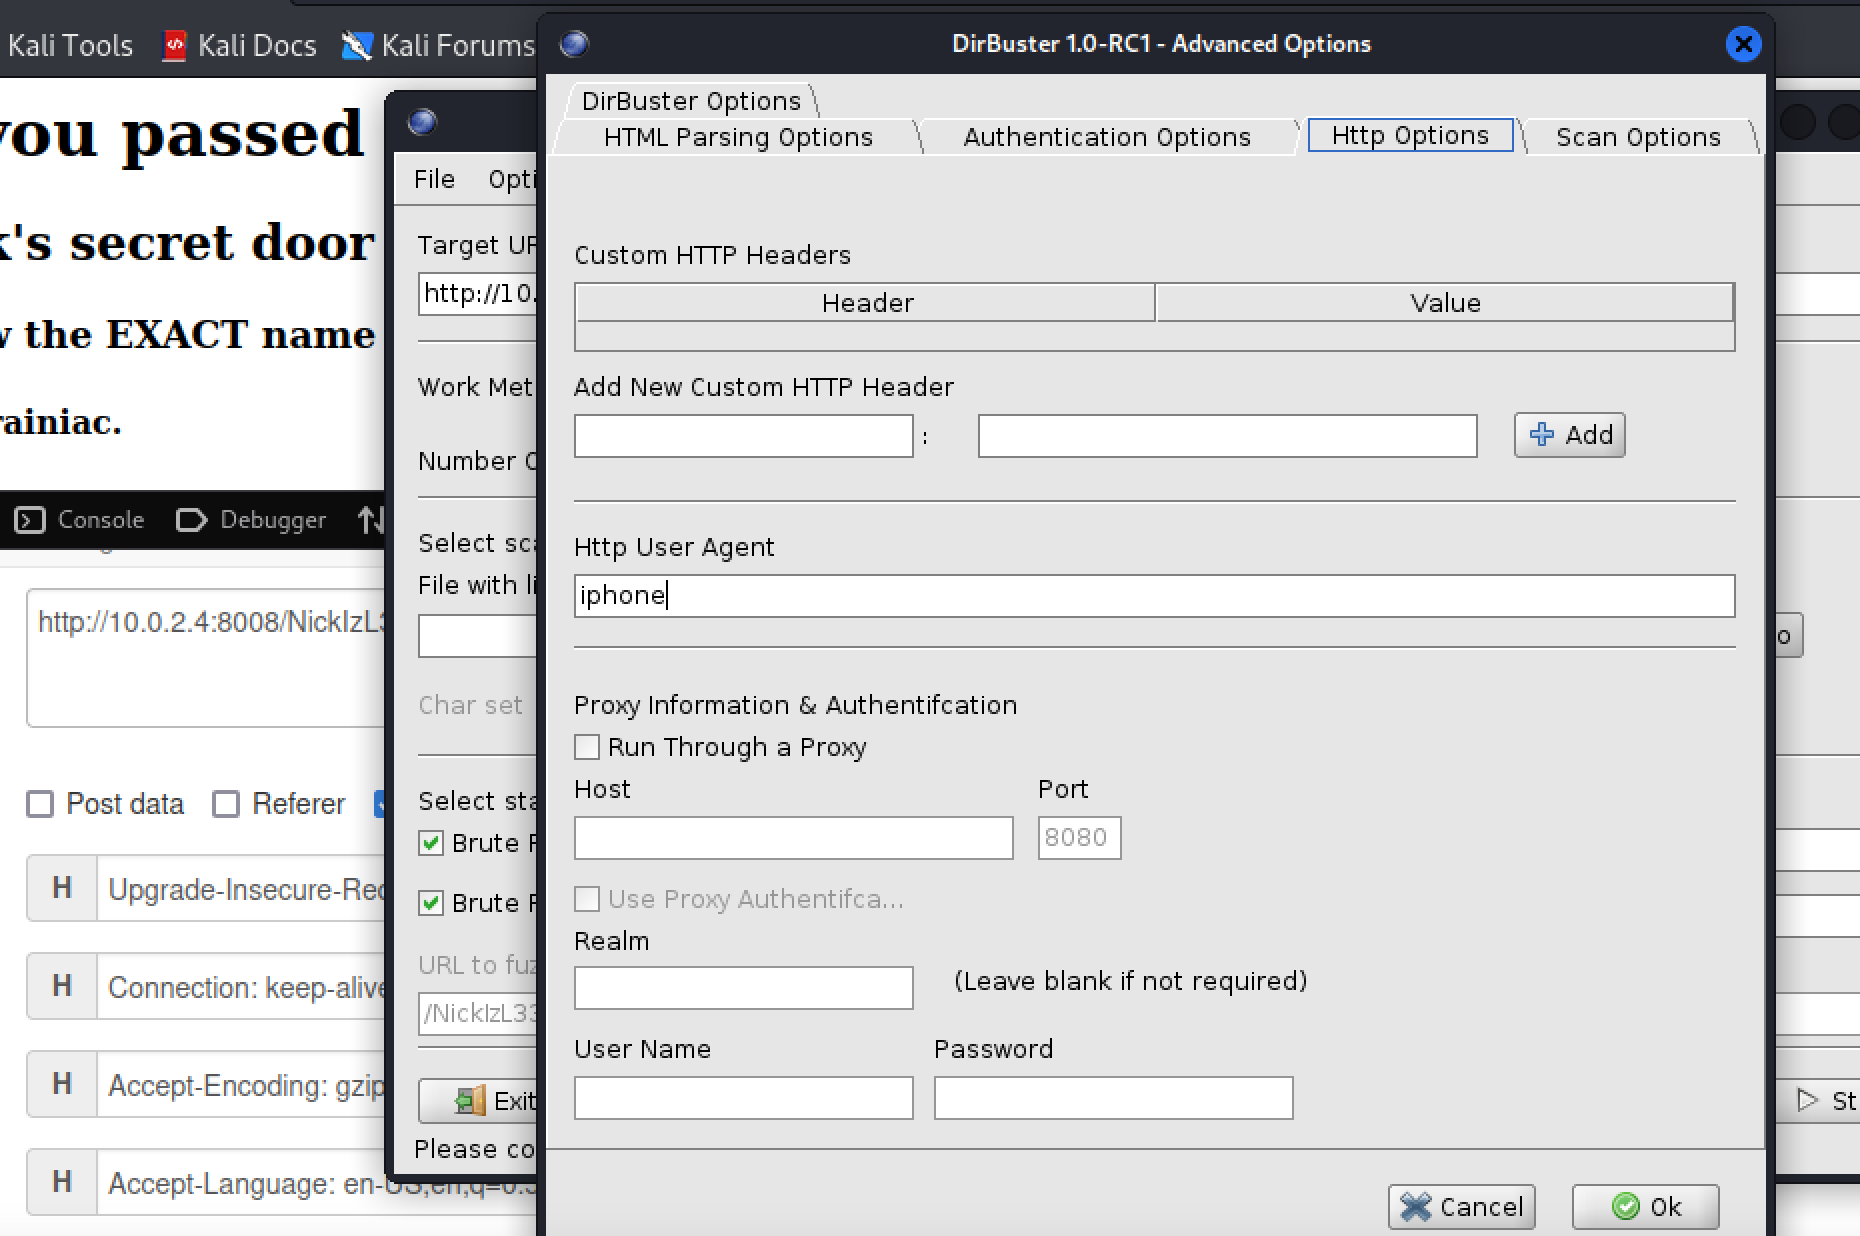 Kali Tools
Kali Docs
Kali Forums
DirBuster 1.0-RC1 - Advanced Options
DirBuster Options
HTML Parsing Options
Authentication Options
Http Options
Scan Options
you passed
k's secret door
the EXACT name
Console
Debugger
http://10.0.2.4:8008/NickIzL3
Post data
Referer
H
Upgrade-Insecure-Req
H
Connection: keep-alive
H
Accept-Encoding: gzip
H
Accept-Language: en-US,en;q=0.5
File
Opti
Target UR
http://10.
Work Met
Number O
Select sca
File with li
Char set
Select sta
Brute F
Brute F
URL to fuz
/NickIzL33
Exit
Please co
Custom HTTP Headers
Header
Value
Add New Custom HTTP Header
:
Add
Http User Agent
iphone
Proxy Information & Authentifcation
Run Through a Proxy
Host
Port
8080
Use Proxy Authentifca...
Realm
(Leave blank if not required)
User Name
Password
Cancel
Ok
St